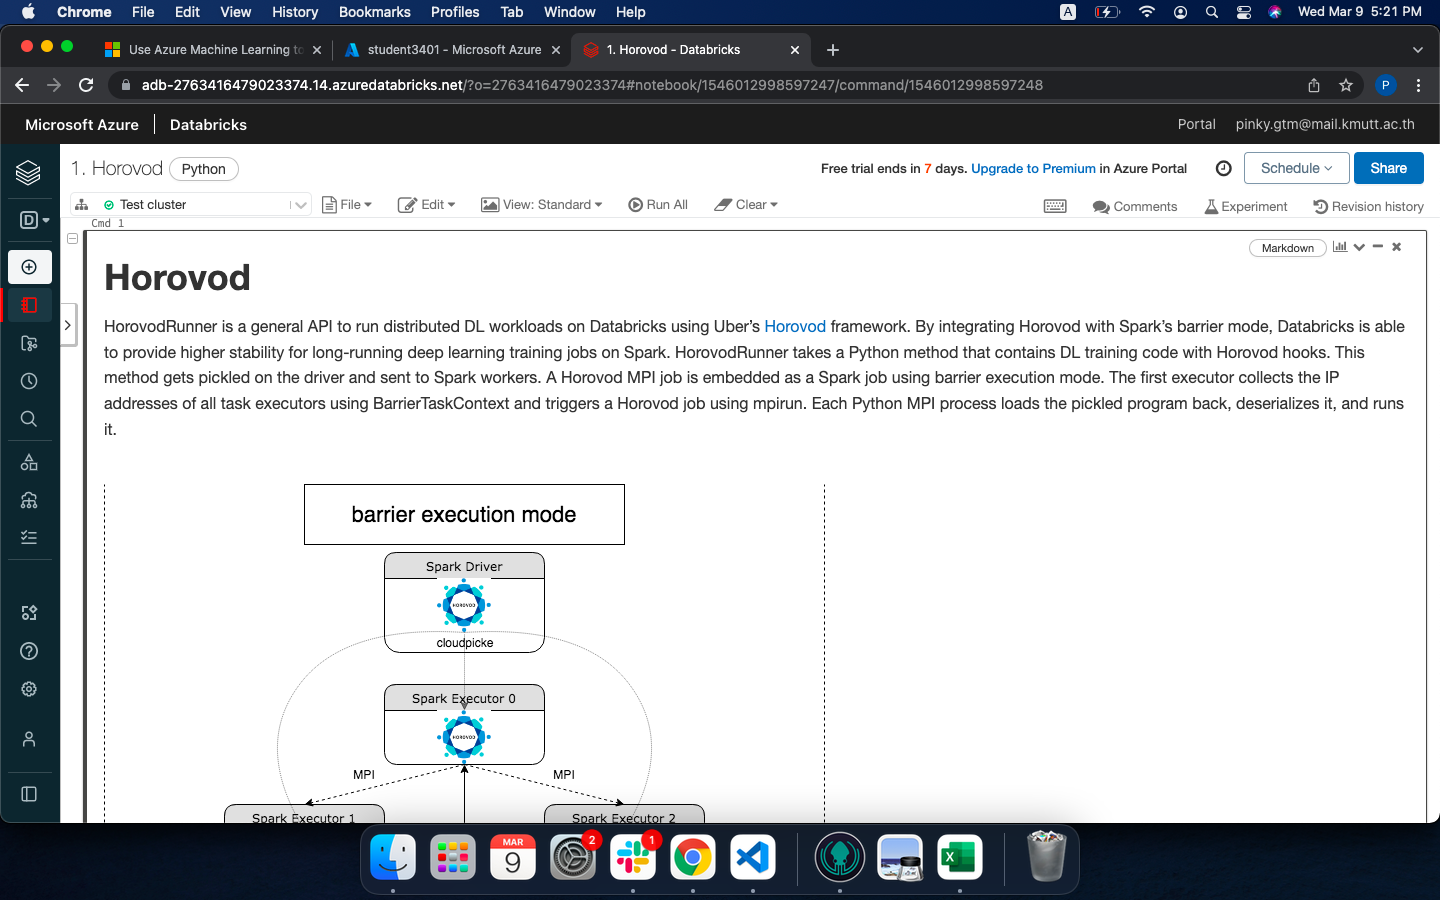 Chrome File Edit View History Bookmarks Profiles Tab Window Help A Wed Mar 9 5:21 PM
Use Azure Machine Learning to student3401 - Microsoft Azure 1. Horovod - Databricks
adb-2763416479023374.14.azuredatabricks.net/?o=2763416479023374#notebook/1546012998597247/command/1546012998597248 P
Microsoft Azure Databricks Portal pinky.gtm@mail.kmutt.ac.th
1. Horovod Python Free trial ends in 7 days. Upgrade to Premium in Azure Portal Schedule Share
D Test cluster File Edit View: Standard Run All Clear Comments Experiment Revision history
Cmd 1
Markdown
Horovod
HorovodRunner is a general API to run distributed DL workloads on Databricks using Uber's Horovod framework. By integrating Horovod with Spark's barrier mode, Databricks is able
to provide higher stability for long-running deep learning training jobs on Spark. HorovodRunner takes a Python method that contains DL training code with Horovod hooks. This
method gets pickled on the driver and sent to Spark workers. A Horovod MPI job is embedded as a Spark job using barrier execution mode. The first executor collects the IP
addresses of all task executors using BarrierTaskContext and triggers a Horovod job using mpirun. Each Python MPI process loads the pickled program back, deserializes it, and runs
it.
barrier execution mode
Spark Driver
HOROVOD
cloudpicke
Spark Executor 0
HOROVOD
MPI MPI
Spark Executor 1 Spark Executor 2
MAR 2 1
9 X